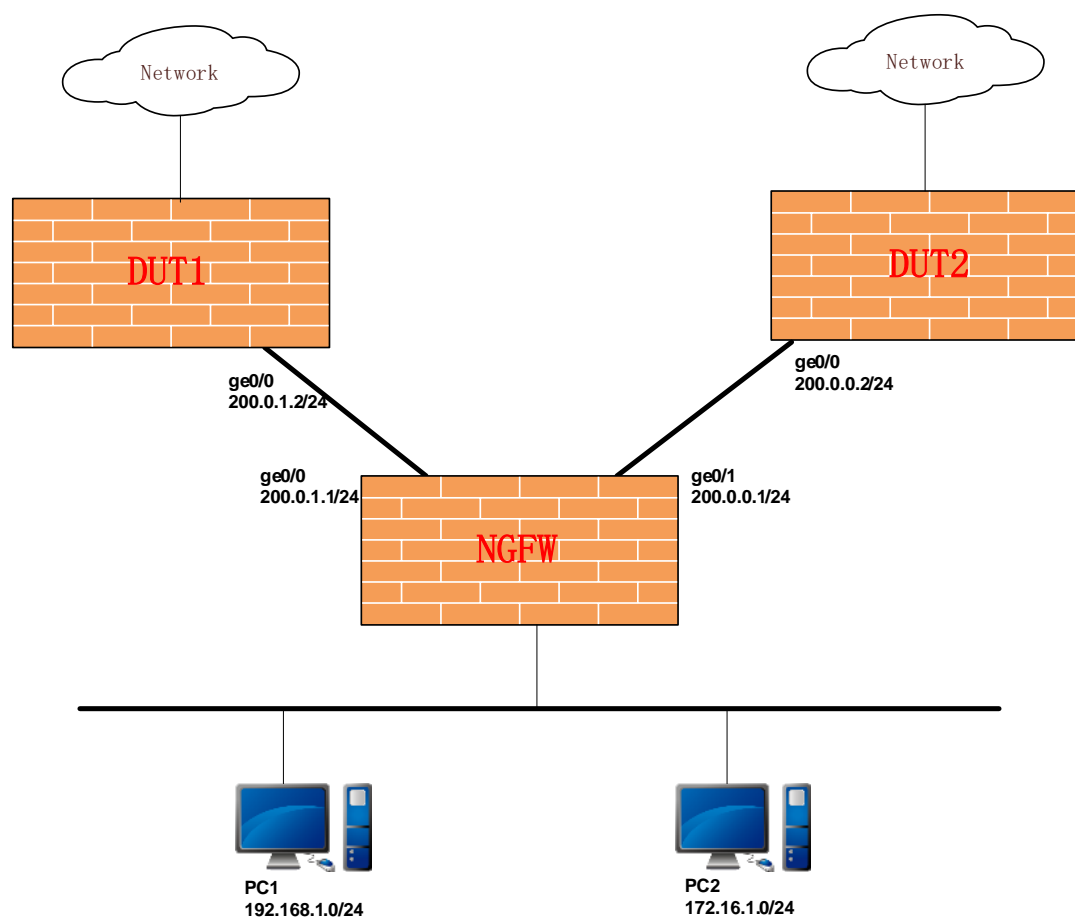 Network
Network
DUT1
DUT2
ge0/0
200.0.1.2/24
ge0/0
200.0.0.2/24
ge0/0
200.0.1.1/24
ge0/1
200.0.0.1/24
NGFW
PC1
192.168.1.0/24
PC2
172.16.1.0/24